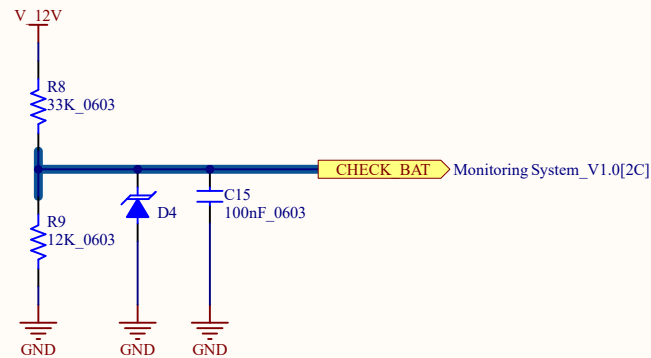 V_12V
R8
33K_0603
CHECK_BAT
Monitoring System_V1.0[2C]
C15
100nF_0603
D4
R9
12K_0603
GND
GND
GND